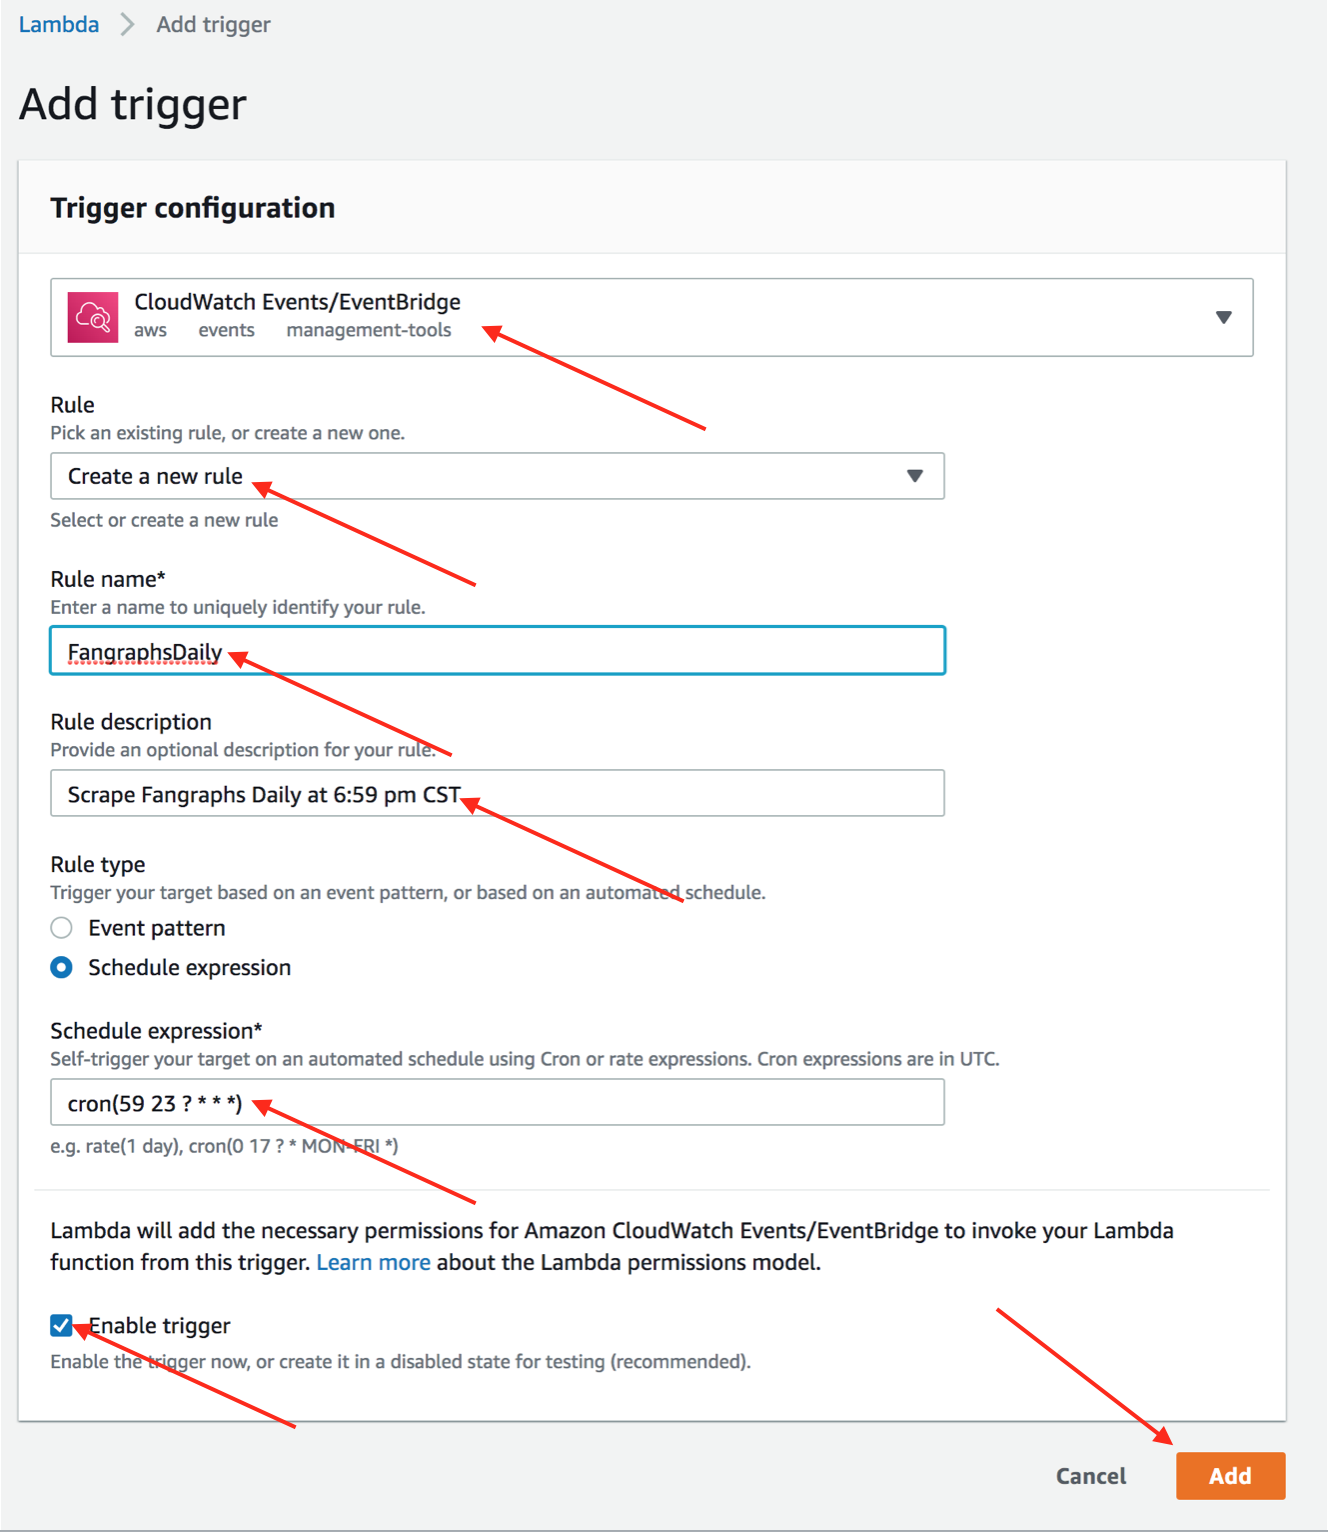 Lambda > Add trigger
Add trigger
Trigger configuration
CloudWatch Events/EventBridge
aws events management-tools
Rule
Pick an existing rule, or create a new one.
Create a new rule
Select or create a new rule
Rule name*
Enter a name to uniquely identify your rule.
FangraphsDaily
Rule description
Provide an optional description for your rule.
Scrape Fangraphs Daily at 6:59 pm CST
Rule type
Trigger your target based on an event pattern, or based on an automated schedule.
Event pattern
Schedule expression
Schedule expression*
Self-trigger your target on an automated schedule using Cron or rate expressions. Cron expressions are in UTC.
cron(59 23 ? * * *)
e.g. rate(1 day), cron(0 17 ? * MON-FRI *)
Lambda will add the necessary permissions for Amazon CloudWatch Events/EventBridge to invoke your Lambda
function from this trigger. Learn more about the Lambda permissions model.
Enable trigger
Enable the trigger now, or create it in a disabled state for testing (recommended).
Cancel Add